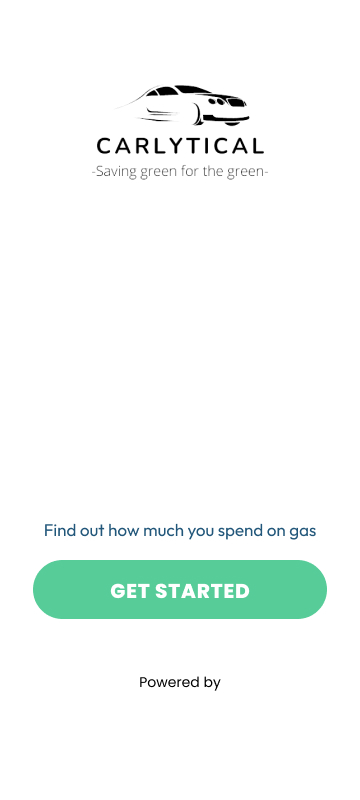 CARLYTICAL
-Saving green for the green-
Find out how much you spend on gas
GET STARTED
Powered by